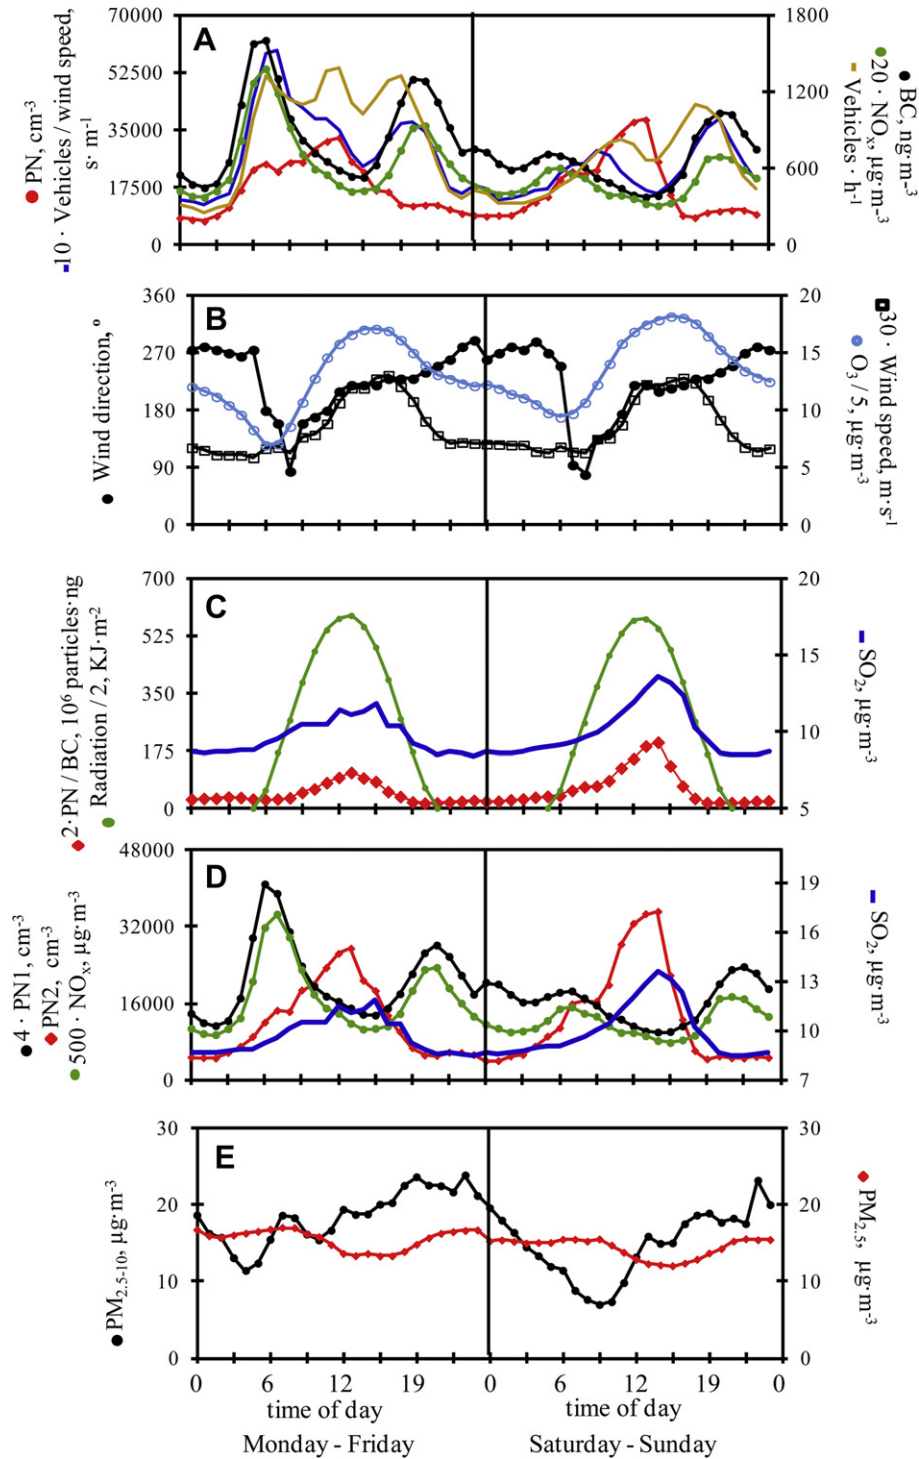 A
70000
52500
35000
17500
0
1800
1200
600
0
PN, cm-3
-10 · Vehicles / wind speed,
s· m-1
BC, ng·m-3
20 · NOx, µg·m-3
Vehicles · h-1
B
360
270
180
90
0
20
15
10
5
0
Wind direction, º
30 · Wind speed, m·s-1
O3 / 5, µg·m-3
C
700
525
350
175
0
20
15
10
5
2·PN / BC, 106 particles·ng
Radiation / 2, KJ·m-2
SO2, µg·m-3
D
48000
32000
16000
0
19
16
13
10
7
4 · PN1, cm-3
PN2, cm-3
500 · NOx, µg·m-3
SO2, µg·m-3
E
30
20
10
0
30
20
10
0
PM2.5-10, µg·m-3
PM2.5, µg·m-3
0 6 12 19 0 6 13 19 0
time of day time of day
Monday - Friday Saturday - Sunday